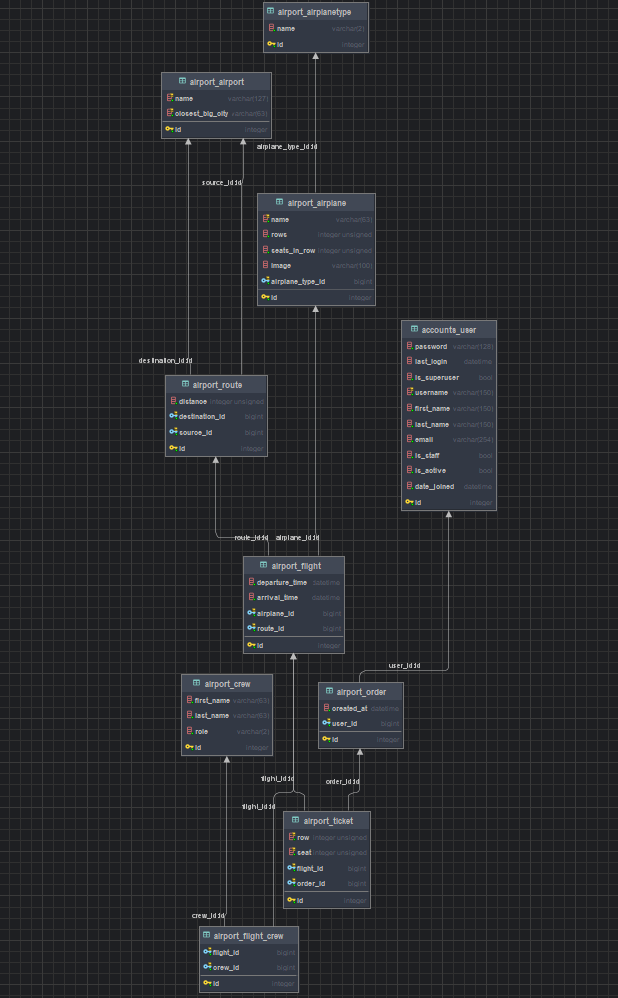 airport_airplanetype
name varchar(2)
id integer
airport_airport
name varchar(127)
closest_big_city varchar(63)
id integer
airplane_type_id:id
source_id:id
airport_airplane
name varchar(63)
rows integer unsigned
seats_in_row integer unsigned
image varchar(100)
airplane_type_id bigint
id integer
accounts_user
password varchar(128)
last_login datetime
is_superuser bool
username varchar(150)
first_name varchar(150)
last_name varchar(150)
email varchar(254)
is_staff bool
is_active bool
date_joined datetime
id integer
destination_id:id
airport_route
distance integer unsigned
destination_id bigint
source_id bigint
id integer
route_id:id airplane_id:id
airport_flight
departure_time datetime
arrival_time datetime
airplane_id bigint
route_id bigint
id integer
user_id:id
airport_crew
first_name varchar(63)
last_name varchar(63)
role varchar(2)
id integer
airport_order
created_at datetime
user_id bigint
id integer
flight_id:id
order_id:id
flight_id:id
airport_ticket
row integer unsigned
seat integer unsigned
flight_id bigint
order_id bigint
id integer
crew_id:id
airport_flight_crew
flight_id bigint
crew_id bigint
id integer